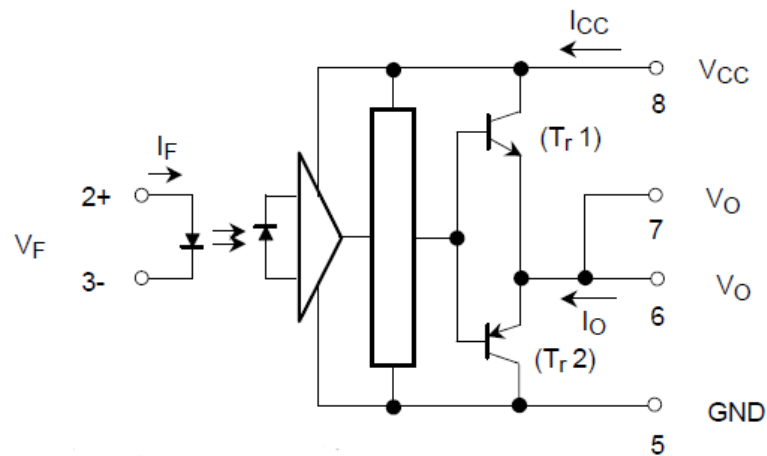 ICC
VCC
8
(Tr 1)
IF
2+
VO
7
VF
3-
VO
IO
6
(Tr 2)
GND
5